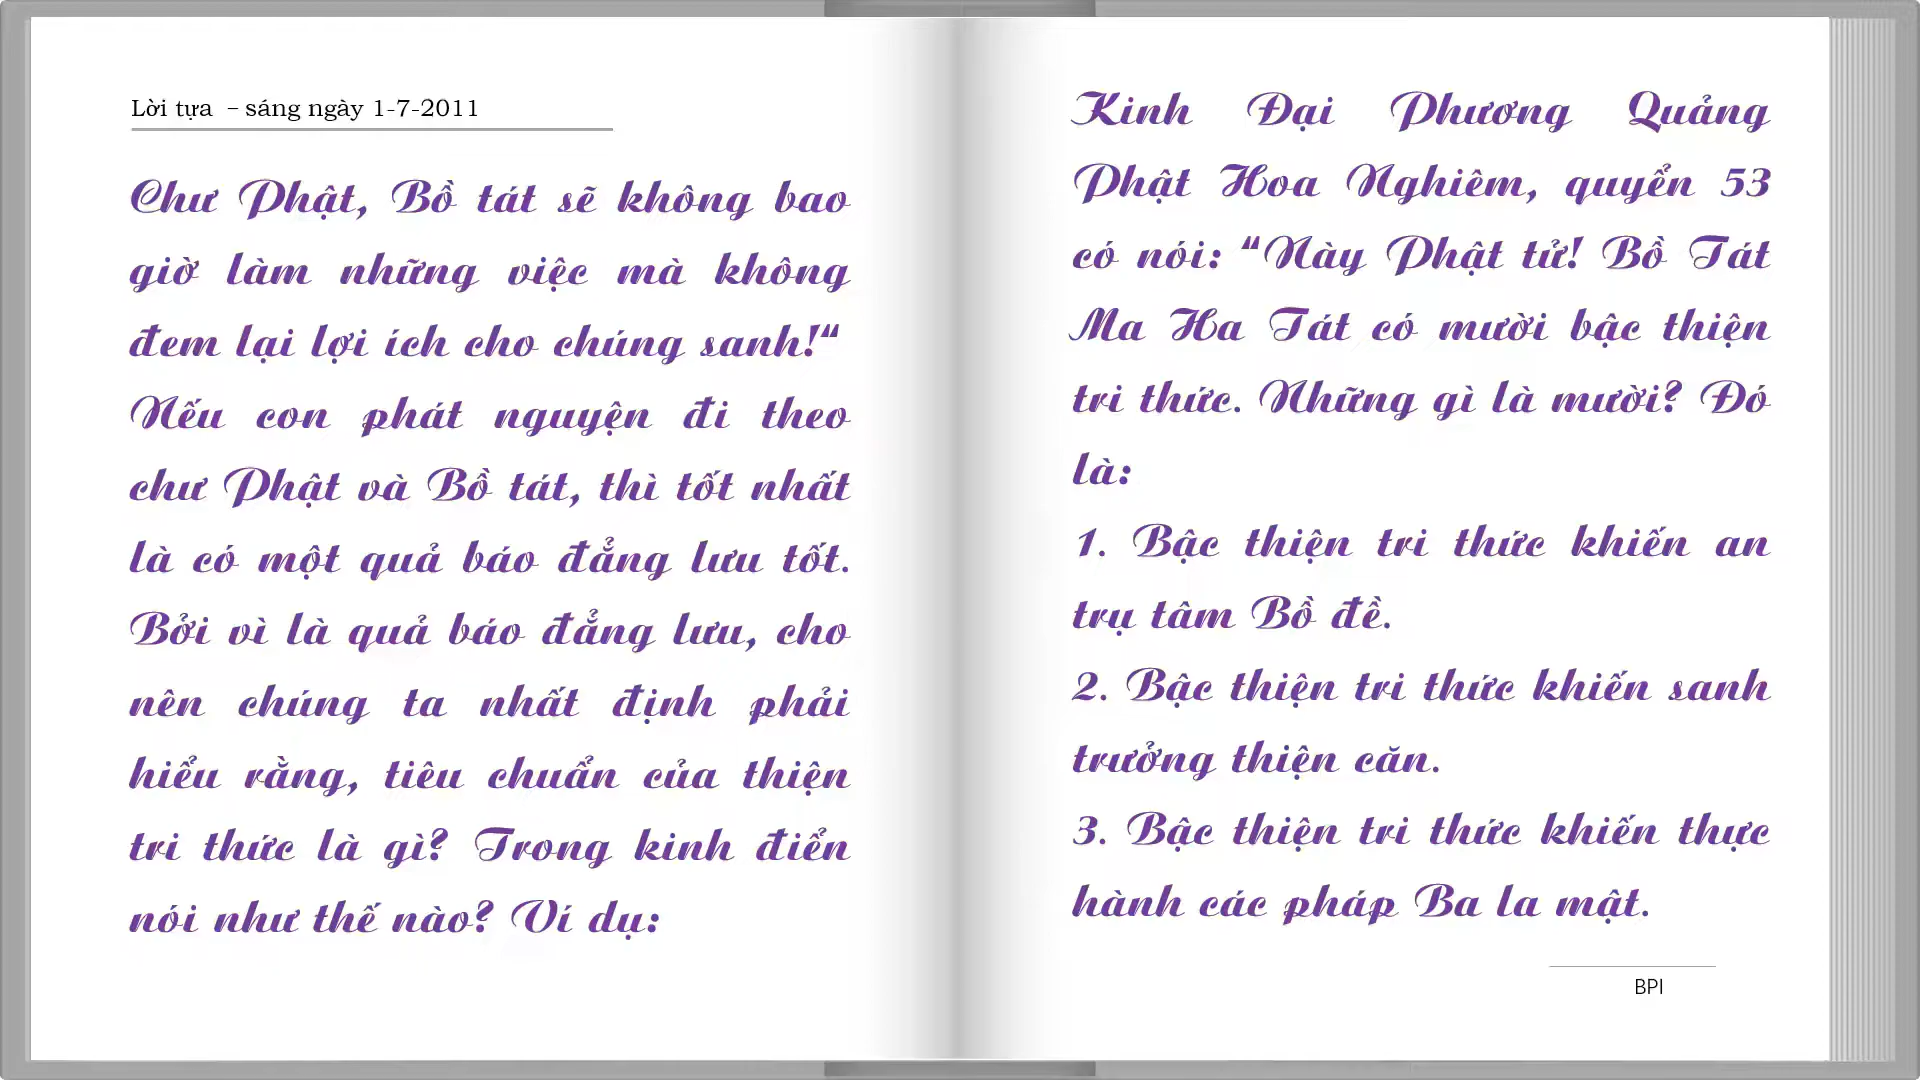 Lời tựa – sáng ngày 1-7-2011
Chư Phật, Bồ tát sẽ không bao
giờ làm những việc mà không
đem lại lợi ích cho chúng sanh!“
Nếu con phát nguyện đi theo
chư Phật và Bồ tát, thì tốt nhất
là có một quả báo đẳng lưu tốt.
Bởi vì là quả báo đẳng lưu, cho
nên chúng ta nhất định phải
hiểu rằng, tiêu chuẩn của thiện
tri thức là gì? Trong kinh điển
nói như thế nào? Ví dụ:
Kinh Đại Phương Quảng
Phật Hoa Nghiêm, quyển 53
có nói: “Này Phật tử! Bồ Tát
Ma Ha Tát có mười bậc thiện
tri thức. Những gì là mười? Đó
là:
1. Bậc thiện tri thức khiến an
trụ tâm Bồ đề.
2. Bậc thiện tri thức khiến sanh
trưởng thiện căn.
3. Bậc thiện tri thức khiến thực
hành các pháp Ba la mật.
BPI